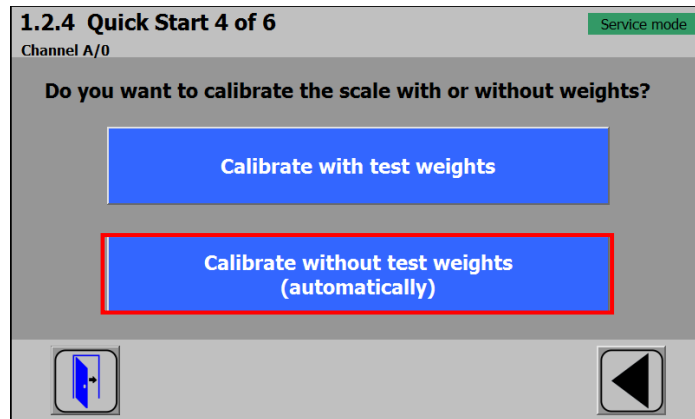 1.2.4 Quick Start 4 of 6
Service mode
Channel A/0
Do you want to calibrate the scale with or without weights?
Calibrate with test weights
Calibrate without test weights
(automatically)